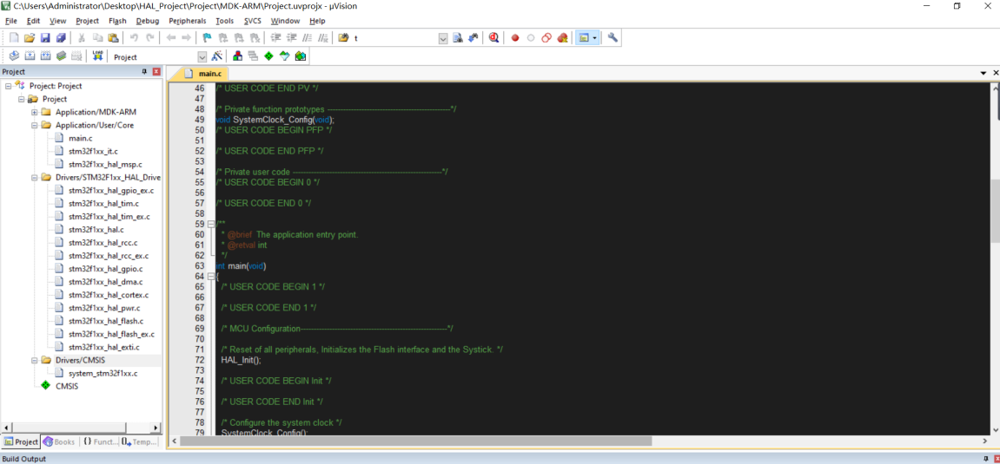 C:\Users\Administrator\Desktop\HAL_Project\Project\MDK-ARM\Project.uvprojx - µVision
File Edit View Project Flash Debug Peripherals Tools SVCS Window Help
t
LOAD Project
Project
main.c
Project: Project
Project
Application/MDK-ARM
Application/User/Core
main.c
stm32f1xx_it.c
stm32f1xx_hal_msp.c
Drivers/STM32F1xx_HAL_Drive
stm32f1xx_hal_gpio_ex.c
stm32f1xx_hal_tim.c
stm32f1xx_hal_tim_ex.c
stm32f1xx_hal.c
stm32f1xx_hal_rcc.c
stm32f1xx_hal_rcc_ex.c
stm32f1xx_hal_gpio.c
stm32f1xx_hal_dma.c
stm32f1xx_hal_cortex.c
stm32f1xx_hal_pwr.c
stm32f1xx_hal_flash.c
stm32f1xx_hal_flash_ex.c
stm32f1xx_hal_exti.c
Drivers/CMSIS
system_stm32f1xx.c
CMSIS
Project Books {} Funct... 0 Temp...
46 /* USER CODE END PV */
47
48 /* Private function prototypes -----------------------------------------------*/
49 void SystemClock_Config(void);
50 /* USER CODE BEGIN PFP */
51
52 /* USER CODE END PFP */
53
54 /* Private user code ---------------------------------------------------------*/
55 /* USER CODE BEGIN 0 */
56
57 /* USER CODE END 0 */
58
59 /**
60 * @brief The application entry point.
61 * @retval int
62 */
63 int main(void)
64 {
65 /* USER CODE BEGIN 1 */
66
67 /* USER CODE END 1 */
68
69 /* MCU Configuration--------------------------------------------------------*/
70
71 /* Reset of all peripherals, Initializes the Flash interface and the Systick. */
72 HAL_Init();
73
74 /* USER CODE BEGIN Init */
75
76 /* USER CODE END Init */
77
78 /* Configure the system clock */
79 SystemClock_Config();
Build Output